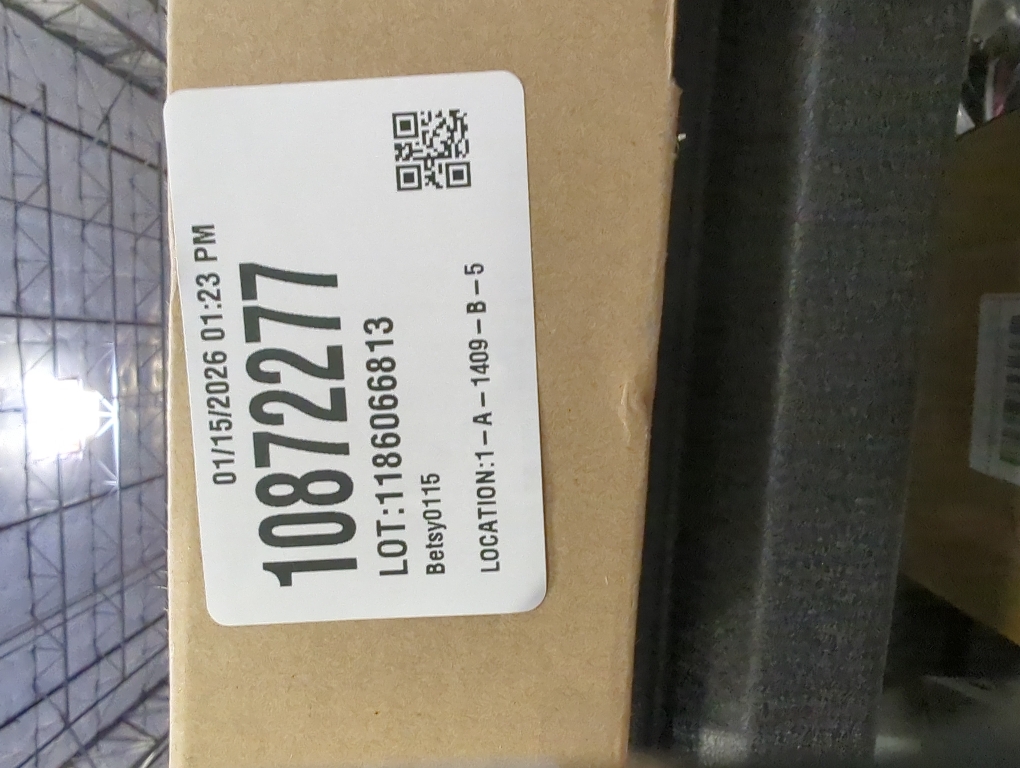 01/15/2026 01:23 PM
10872277
LOT:1186066813
Betsy0115
LOCATION:1-A-1409-B-5